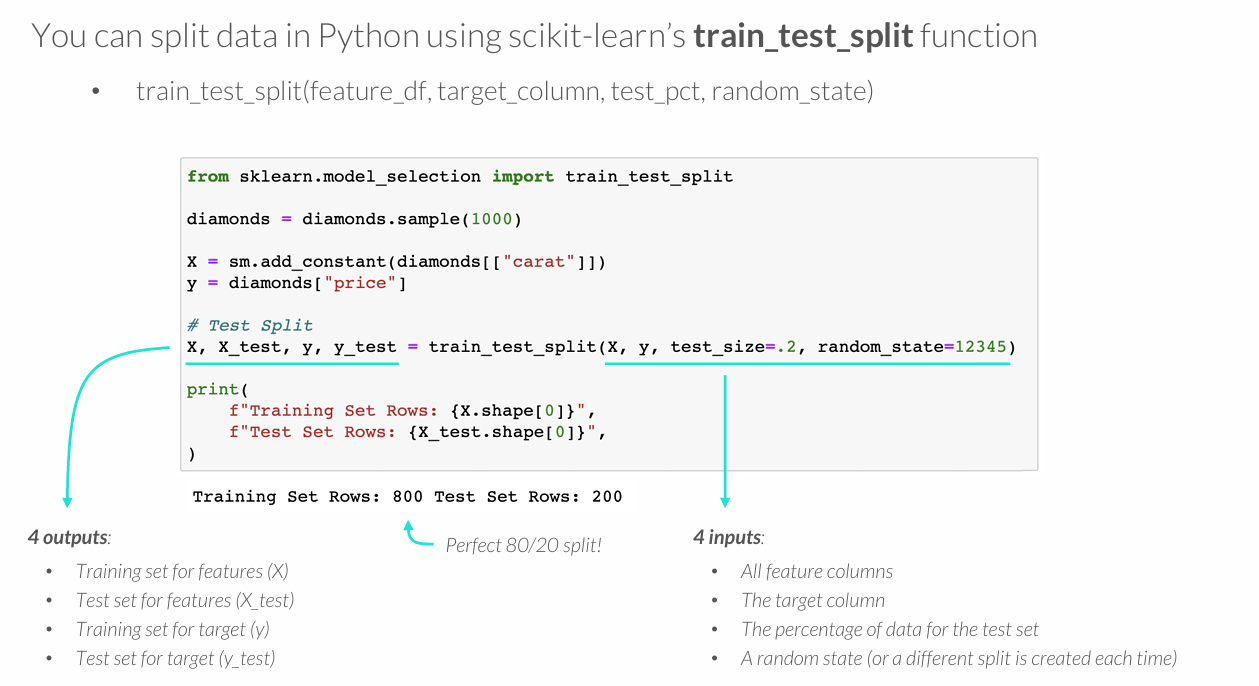 You can split data in Python using scikit-learn’s train_test_split function
• train_test_split(feature_df, target_column, test_pct, random_state)
from sklearn.model_selection import train_test_split
diamonds = diamonds.sample(1000)
X = sm.add_constant(diamonds[["carat"]])
y = diamonds["price"]
# Test Split
X, X_test, y, y_test = train_test_split(X, y, test_size=.2, random_state=12345)
print(
    f"Training Set Rows: {X.shape[0]}",
    f"Test Set Rows: {X_test.shape[0]}",
)
Training Set Rows: 800 Test Set Rows: 200
Perfect 80/20 split!
4 outputs:
• Training set for features (X)
• Test set for features (X_test)
• Training set for target (y)
• Test set for target (y_test)
4 inputs:
• All feature columns
• The target column
• The percentage of data for the test set
• A random state (or a different split is created each time)